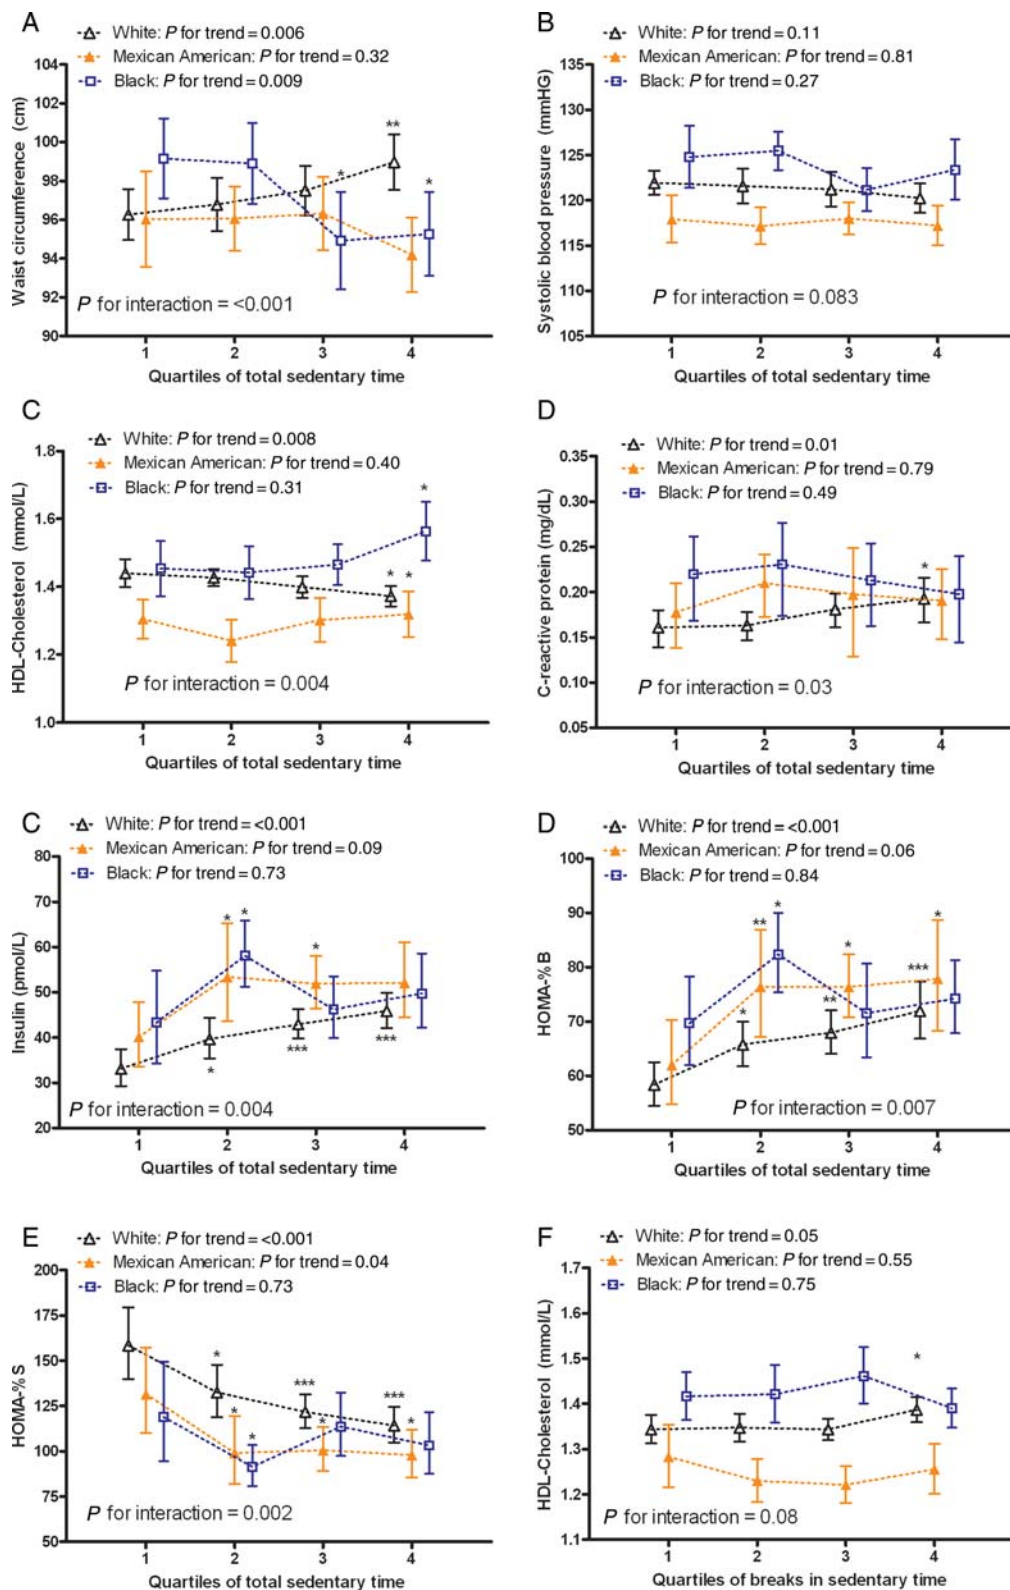 A
White: P for trend = 0.006
Mexican American: P for trend = 0.32
Black: P for trend = 0.009
104
102
100
98
96
94
92
90
Waist circumference (cm)
**
*
*
P for interaction = <0.001
1 2 3 4
Quartiles of total sedentary time
B
White: P for trend = 0.11
Mexican American: P for trend = 0.81
Black: P for trend = 0.27
135
130
125
120
115
110
105
Systolic blood pressure (mmHG)
P for interaction = 0.083
1 2 3 4
Quartiles of total sedentary time
C
White: P for trend = 0.008
Mexican American: P for trend = 0.40
Black: P for trend = 0.31
1.8
1.6
1.4
1.2
1.0
HDL-Cholesterol (mmol/L)
*
* *
P for interaction = 0.004
1 2 3 4
Quartiles of total sedentary time
D
White: P for trend = 0.01
Mexican American: P for trend = 0.79
Black: P for trend = 0.49
0.35
0.30
0.25
0.20
0.15
0.10
0.05
C-reactive protein (mg/dL)
*
P for interaction = 0.03
1 2 3 4
Quartiles of total sedentary time
C
White: P for trend = <0.001
Mexican American: P for trend = 0.09
Black: P for trend = 0.73
80
70
60
50
40
30
20
Insulin (pmol/L)
* *
*
*** ***
*
P for interaction = 0.004
1 2 3 4
Quartiles of total sedentary time
D
White: P for trend = <0.001
Mexican American: P for trend = 0.06
Black: P for trend = 0.84
100
90
80
70
60
50
HOMA-%B
*
** *
*
***
**
*
P for interaction = 0.007
1 2 3 4
Quartiles of total sedentary time
E
White: P for trend = <0.001
Mexican American: P for trend = 0.04
Black: P for trend = 0.73
200
175
150
125
100
75
50
HOMA-%S
*
*** ***
* * *
*
P for interaction = 0.002
1 2 3 4
Quartiles of total sedentary time
F
White: P for trend = 0.05
Mexican American: P for trend = 0.55
Black: P for trend = 0.75
1.7
1.6
1.5
1.4
1.3
1.2
1.1
HDL-Cholesterol (mmol/L)
*
P for interaction = 0.08
1 2 3 4
Quartiles of breaks in sedentary time